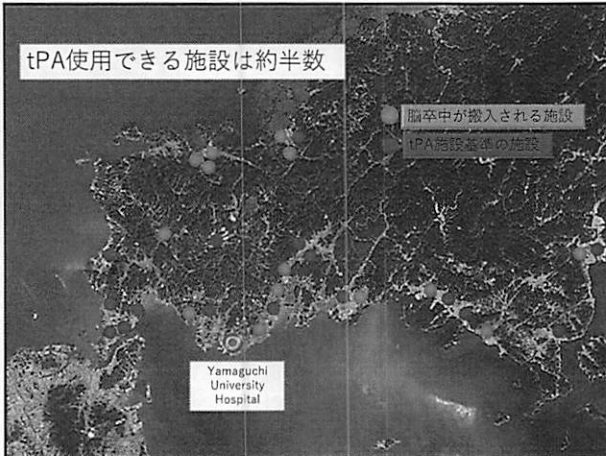 tPA使用できる施設は約半数
脳卒中が搬入される施設
tPA施設基準の施設
Yamaguchi
University
Hospital